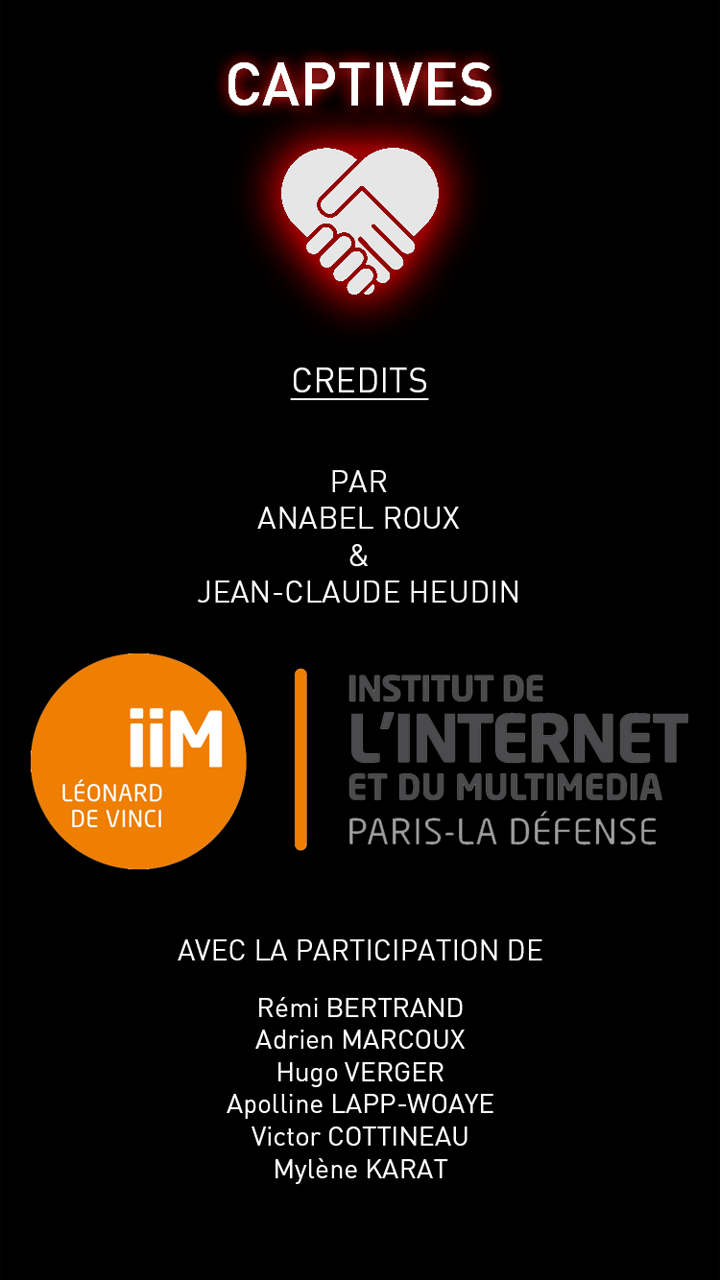 CAPTIVES
CREDITS
PAR
ANABEL ROUX
&
JEAN-CLAUDE HEUDIN
iiM
LÉONARD
DE VINCI
INSTITUT DE
L'INTERNET
ET DU MULTIMEDIA
PARIS-LA DÉFENSE
AVEC LA PARTICIPATION DE
Rémi BERTRAND
Adrien MARCOUX
Hugo VERGER
Apolline LAPP-WOAYE
Victor COTTINEAU
Mylène KARAT